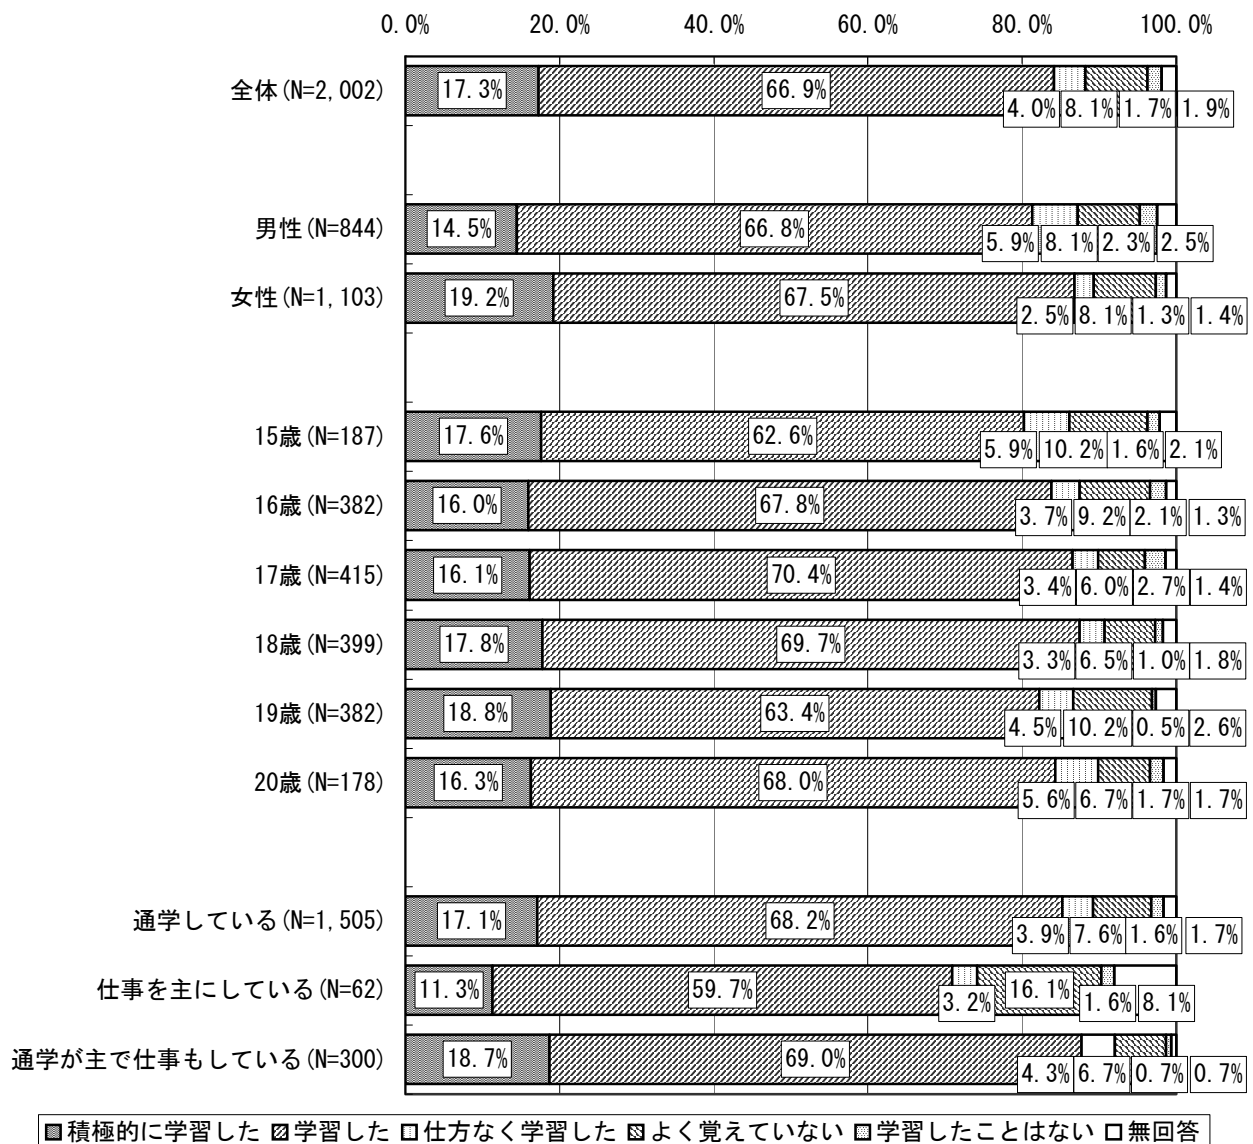 0.0% 20.0% 40.0% 60.0% 80.0% 100.0%
全体(N=2,002) 17.3% 66.9% 4.0% 8.1% 1.7% 1.9%
男性(N=844) 14.5% 66.8% 5.9% 8.1% 2.3% 2.5%
女性(N=1,103) 19.2% 67.5% 2.5% 8.1% 1.3% 1.4%
15歳(N=187) 17.6% 62.6% 5.9% 10.2% 1.6% 2.1%
16歳(N=382) 16.0% 67.8% 3.7% 9.2% 2.1% 1.3%
17歳(N=415) 16.1% 70.4% 3.4% 6.0% 2.7% 1.4%
18歳(N=399) 17.8% 69.7% 3.3% 6.5% 1.0% 1.8%
19歳(N=382) 18.8% 63.4% 4.5% 10.2% 0.5% 2.6%
20歳(N=178) 16.3% 68.0% 5.6% 6.7% 1.7% 1.7%
通学している(N=1,505) 17.1% 68.2% 3.9% 7.6% 1.6% 1.7%
仕事を主にしている(N=62) 11.3% 59.7% 3.2% 16.1% 1.6% 8.1%
通学が主で仕事もしている(N=300) 18.7% 69.0% 4.3% 6.7% 0.7% 0.7%
積極的に学習した 学習した 仕方なく学習した よく覚えていない 学習したことはない 無回答